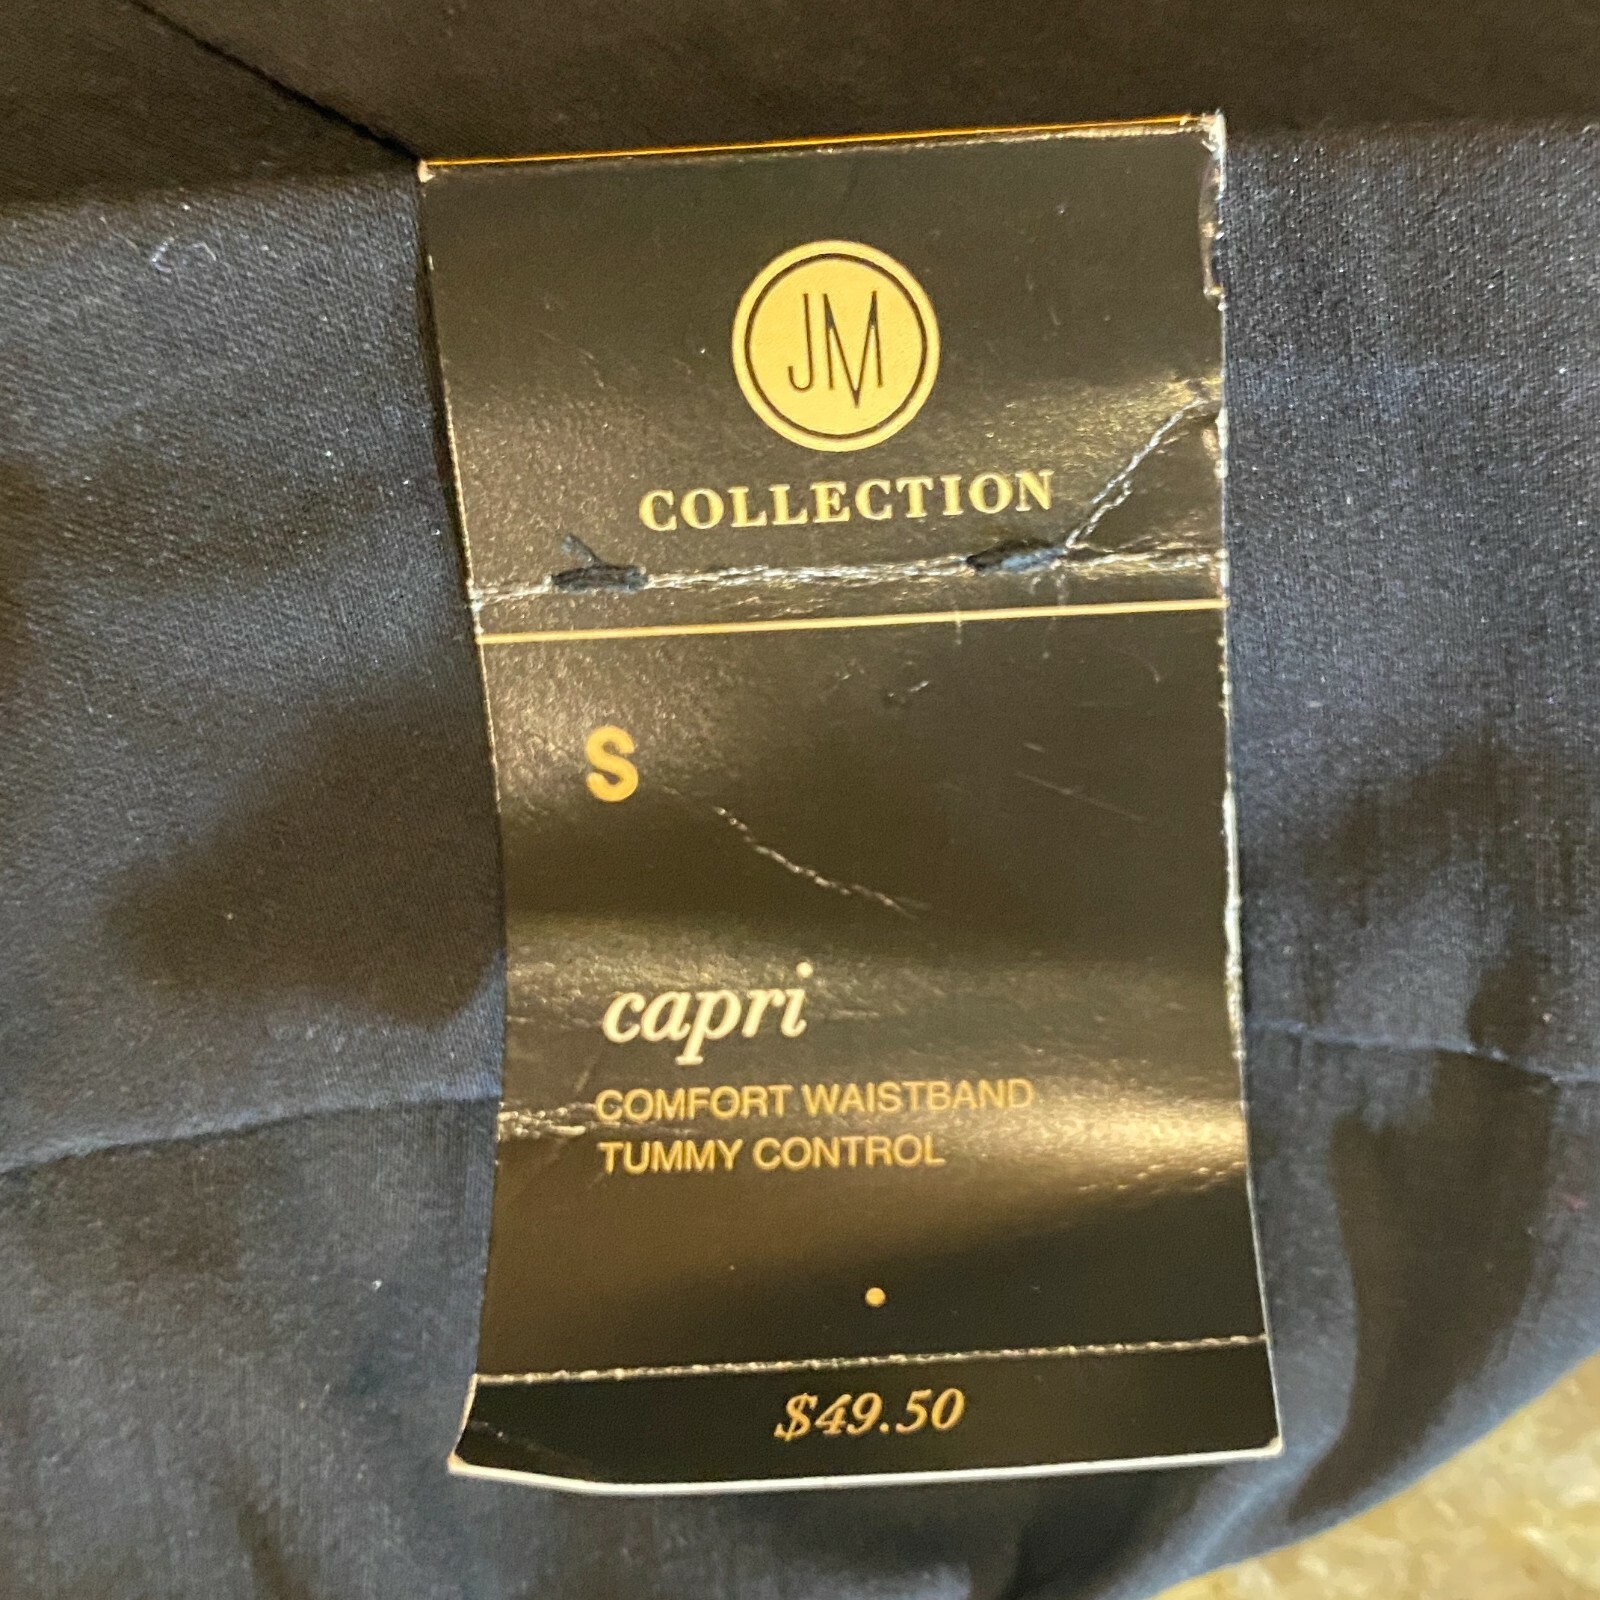 JM
COLLECTION
S
capri
COMFORT WAISTBAND
TUMMY CONTROL
$49.50